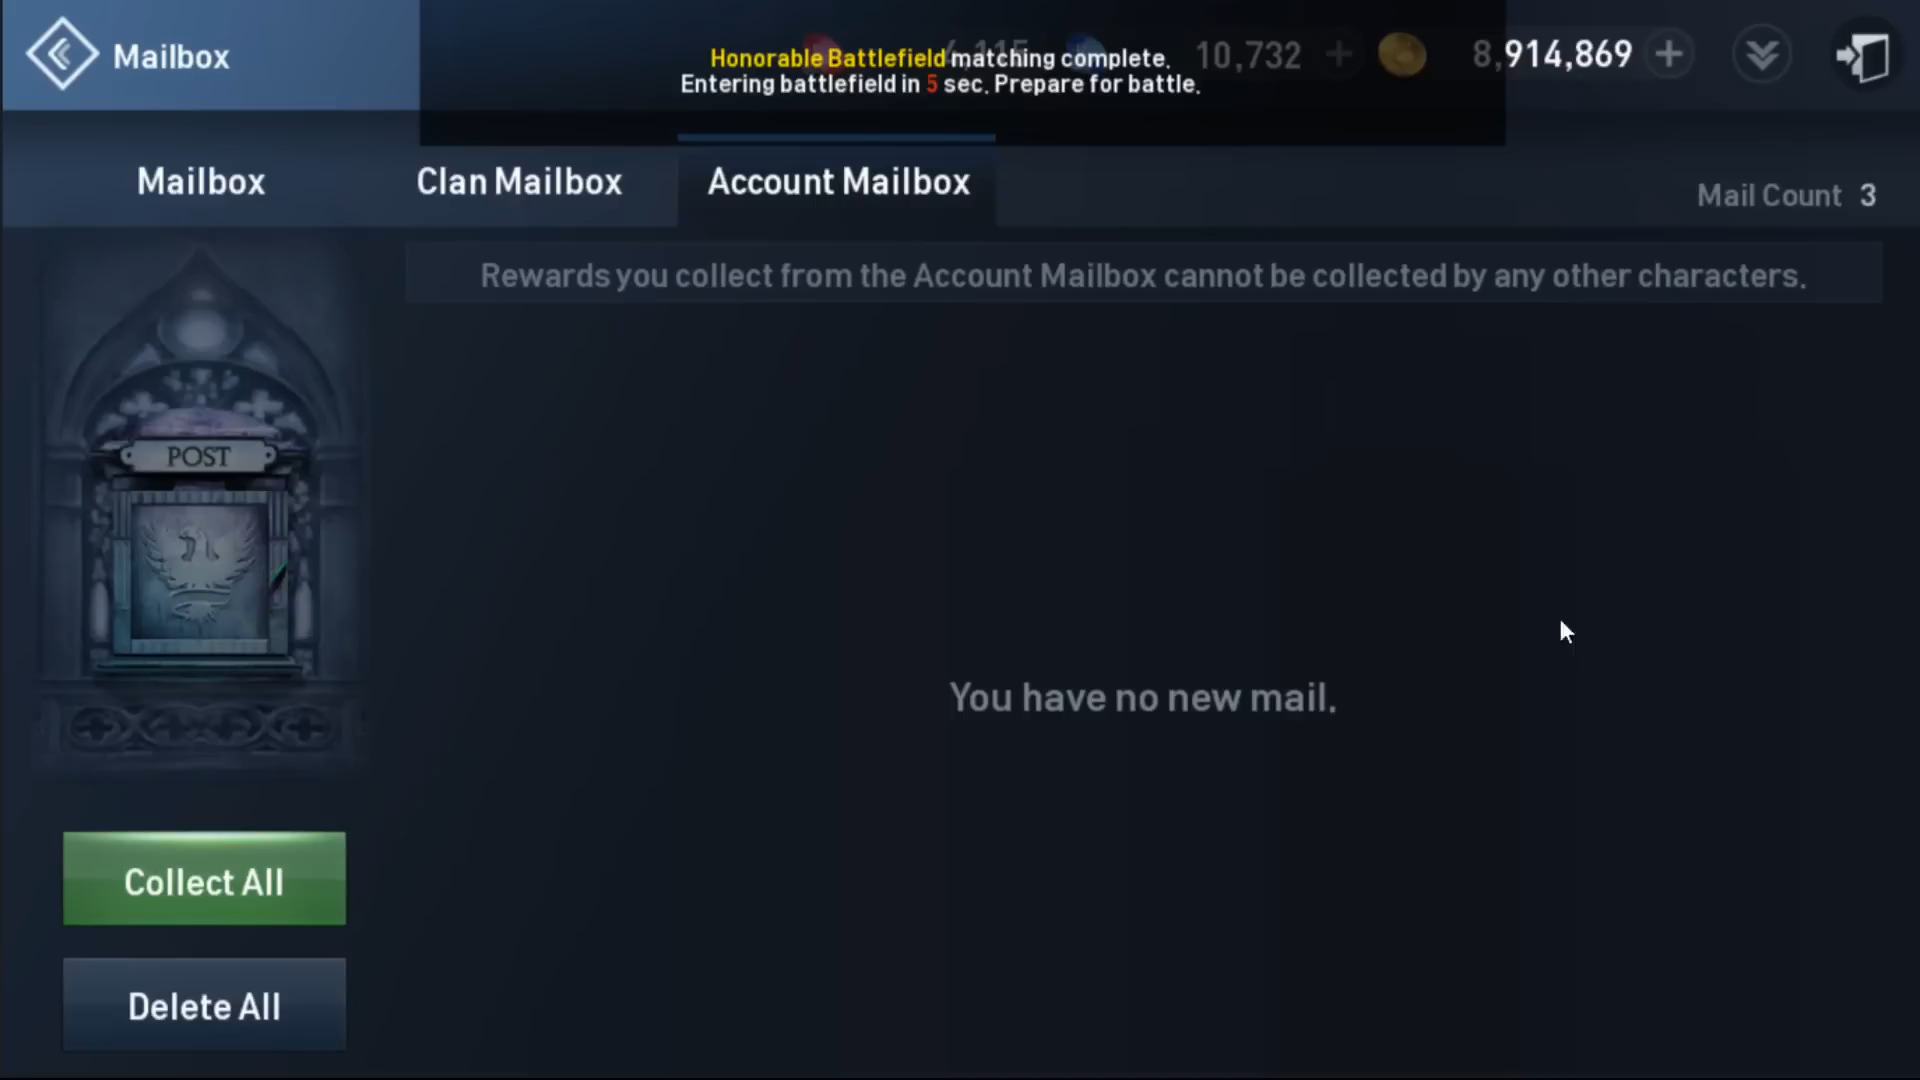 Mailbox
Honorable Battlefield matching complete.
Entering battlefield in 5 sec. Prepare for battle.
4,115
10,732
8,914,869
Mailbox
Clan Mailbox
Account Mailbox
Mail Count 3
Rewards you collect from the Account Mailbox cannot be collected by any other characters.
POST
You have no new mail.
Collect All
Delete All